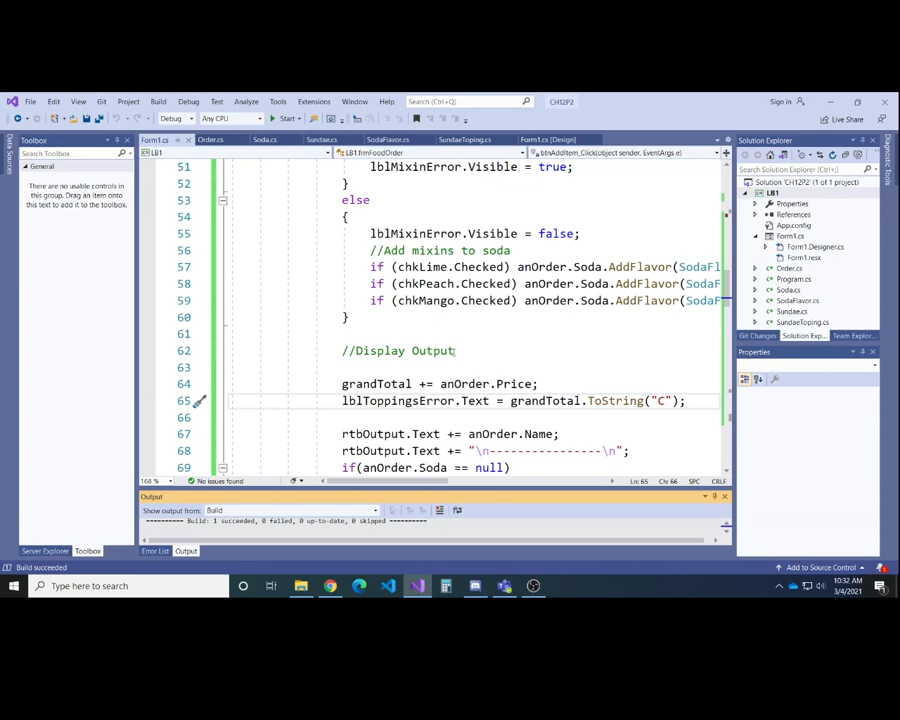 File Edit View Git Project Build Debug Test Analyze Tools Extensions Window Help Search (Ctrl+Q) CH12P2 Sign in
Debug Any CPU Start Live Share
Toolbox
Search Toolbox
General
There are no usable controls in this group. Drag an item onto this text to add it to the toolbox.
Data Sources
Form1.cs Order.cs Soda.cs Sundae.cs SodaFlavor.cs SundaeTopping.cs Form1.cs [Design]
LB1 LB1.frmFoodOrder btnAddItem_Click(object sender, EventArgs e)
51 lblMixinError.Visible = true;
52 }
53 else
54 {
55 lblMixinError.Visible = false;
56 //Add mixins to soda
57 if (chkLime.Checked) anOrder.Soda.AddFlavor(SodaFl
58 if (chkPeach.Checked) anOrder.Soda.AddFlavor(SodaF
59 if (chkMango.Checked) anOrder.Soda.AddFlavor(SodaF
60 }
61
62 //Display Output
63
64 grandTotal += anOrder.Price;
65 lblToppingsError.Text = grandTotal.ToString("C");
66
67 rtbOutput.Text += anOrder.Name;
68 rtbOutput.Text += "\n----------------\n";
69 if(anOrder.Soda == null)
168 % No issues found Ln: 65 Ch: 66 SPC CRLF
Output
Show output from: Build
========== Build: 1 succeeded, 0 failed, 0 up-to-date, 0 skipped ==========
Server Explorer Toolbox Error List Output
Solution Explorer
Search Solution Explorer (Ctrl+;)
Solution 'CH12P2' (1 of 1 project)
LB1
Properties
References
App.config
Form1.cs
Form1.Designer.cs
Form1.resx
Order.cs
Program.cs
Soda.cs
SodaFlavor.cs
Sundae.cs
SundaeTopping.cs
Git Changes Solution Exp... Team Explor...
Properties
Diagnostic Tools
Build succeeded Add to Source Control 1
Type here to search
10:32 AM
3/4/2021